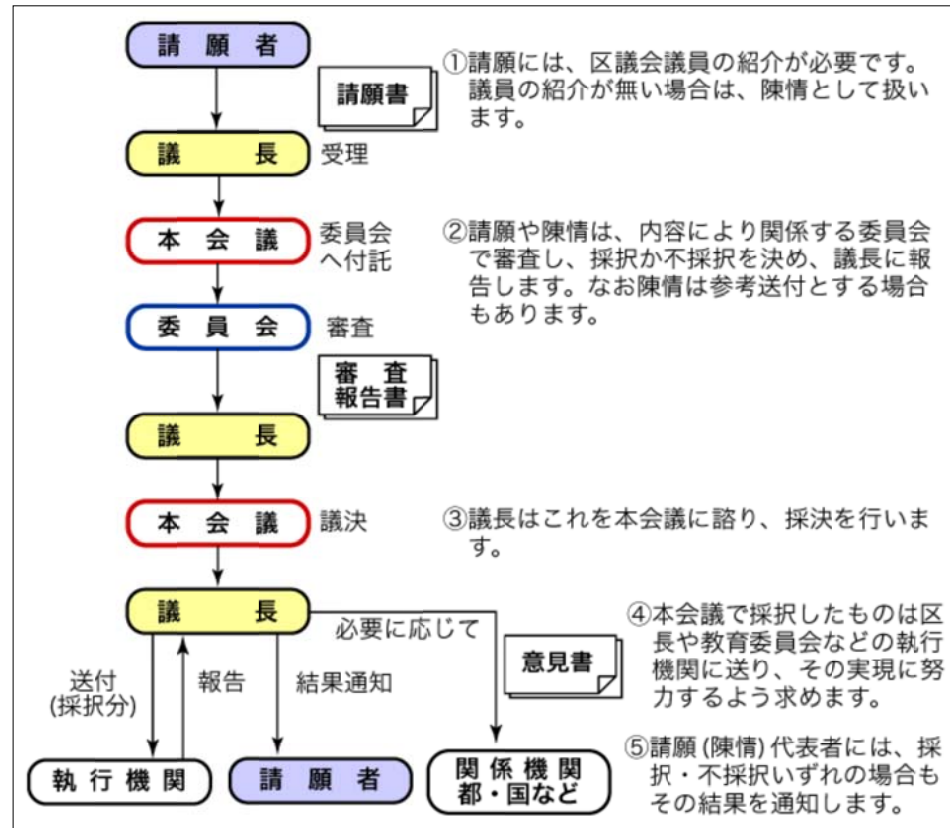 請願者
①請願には、区議会議員の紹介が必要です。
議員の紹介が無い場合は、陳情として扱い
ます。
請願書
議長 受理
本会議 委員会
へ付託
②請願や陳情は、内容により関係する委員会
で審査し、採択か不採択を決め、議長に報
告します。なお陳情は参考送付とする場合
もあります。
委員会 審査
審査
報告書
議長
本会議 議決
③議長はこれを本会議に諮り、採決を行いま
す。
議長
必要に応じて
意見書
④本会議で採択したものは区
長や教育委員会などの執行
機関に送り、その実現に努
力するよう求めます。
送付
(採択分)
報告
結果通知
⑤請願(陳情)代表者には、採
択・不採択いずれの場合も
その結果を通知します。
執行機関
請願者
関係機関
都・国など